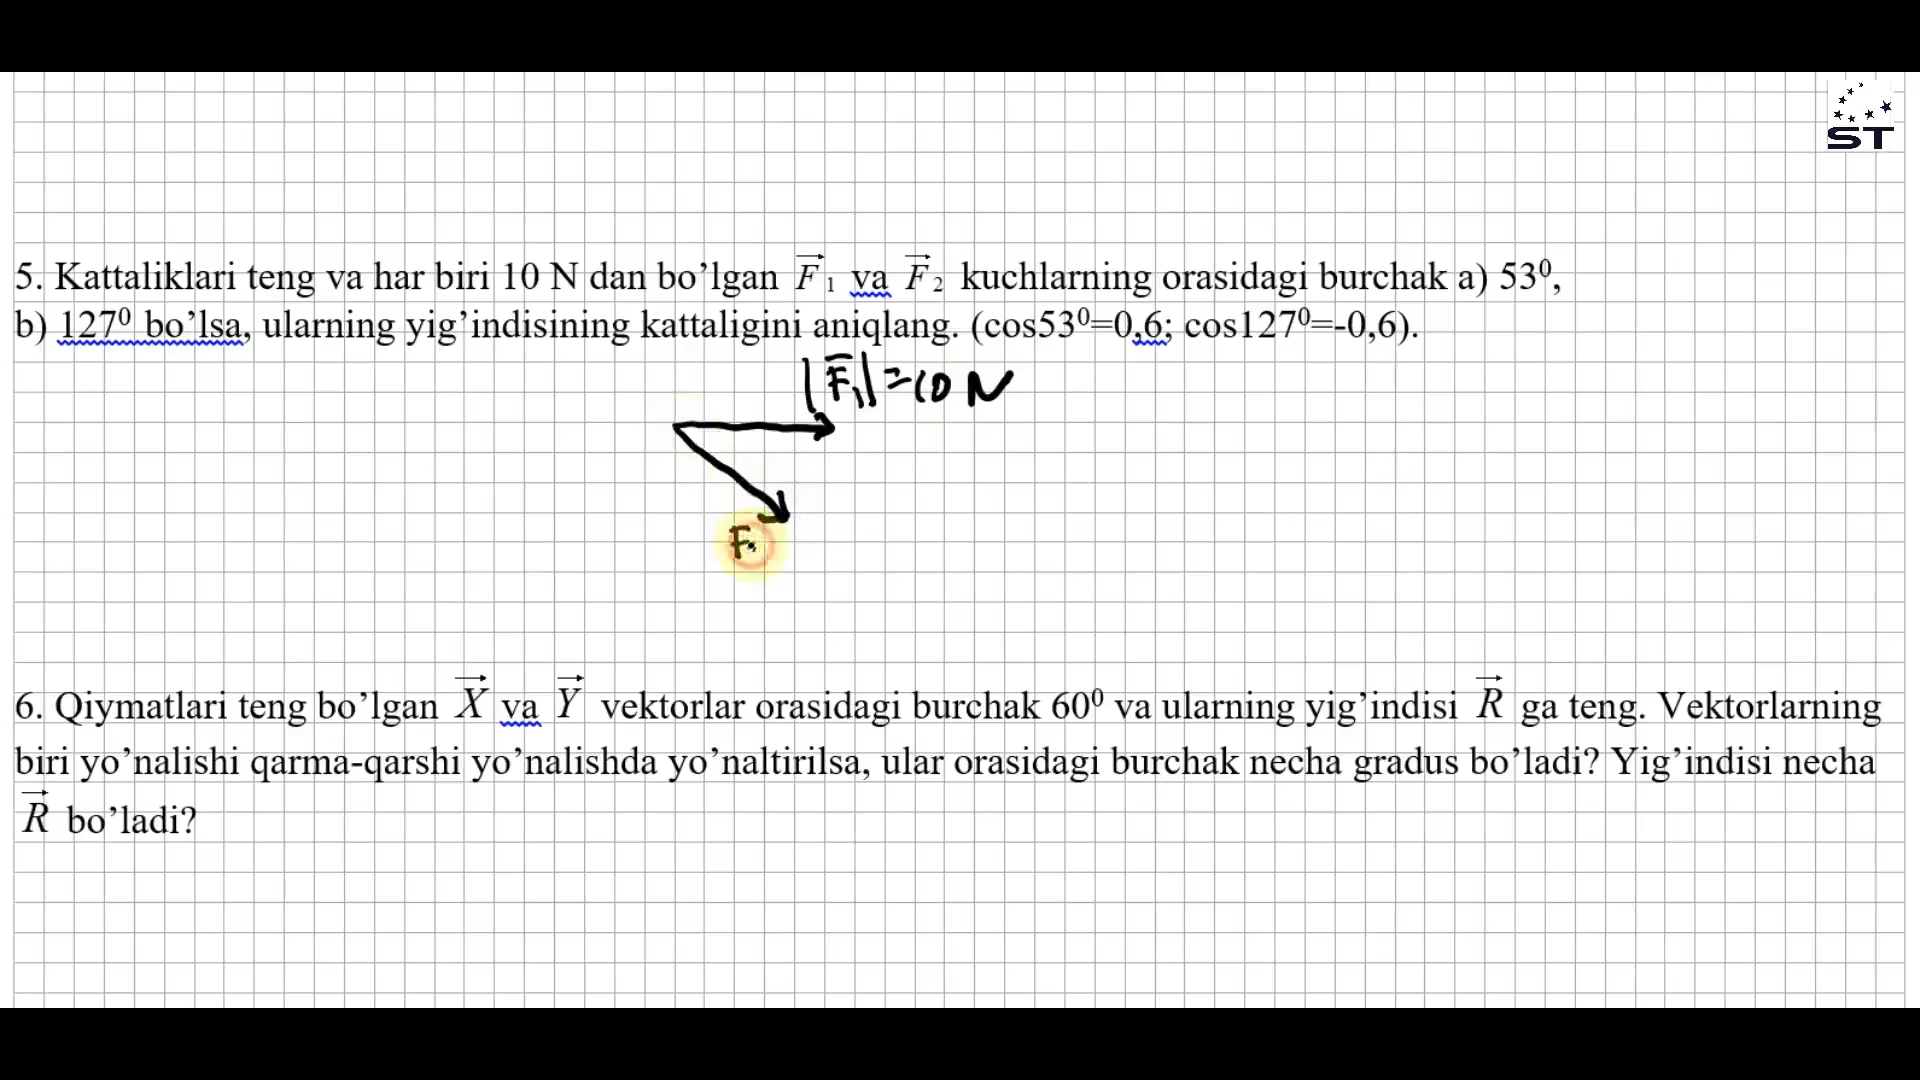 ST
5. Kattaliklari teng va har biri 10 N dan bo’lgan F⃗₁ va F⃗₂ kuchlarning orasidagi burchak a) 53⁰,
b) 127⁰ bo’lsa, ularning yig’indisining kattaligini aniqlang. (cos53⁰=0,6; cos127⁰=-0,6).
|F̅₁|=10 N
F
6. Qiymatlari teng bo’lgan X⃗ va Y⃗ vektorlar orasidagi burchak 60⁰ va ularning yig’indisi R⃗ ga teng. Vektorlarning
biri yo’nalishi qarma-qarshi yo’nalishda yo’naltirilsa, ular orasidagi burchak necha gradus bo’ladi? Yig’indisi necha
R⃗ bo’ladi?